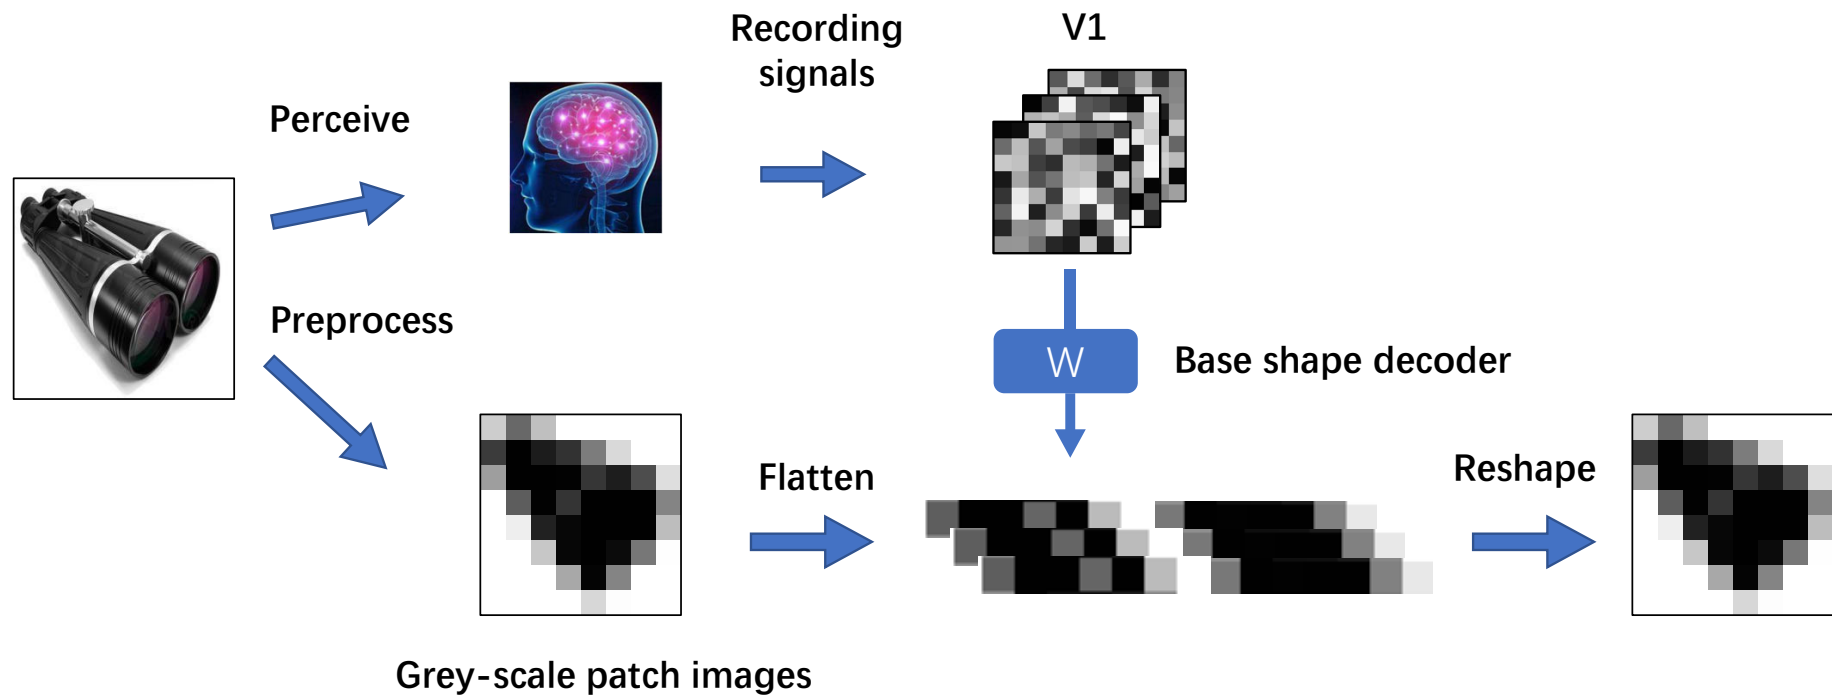 Recording
signals
V1
Perceive
Preprocess
W
Base shape decoder
Flatten
Reshape
Grey-scale patch images